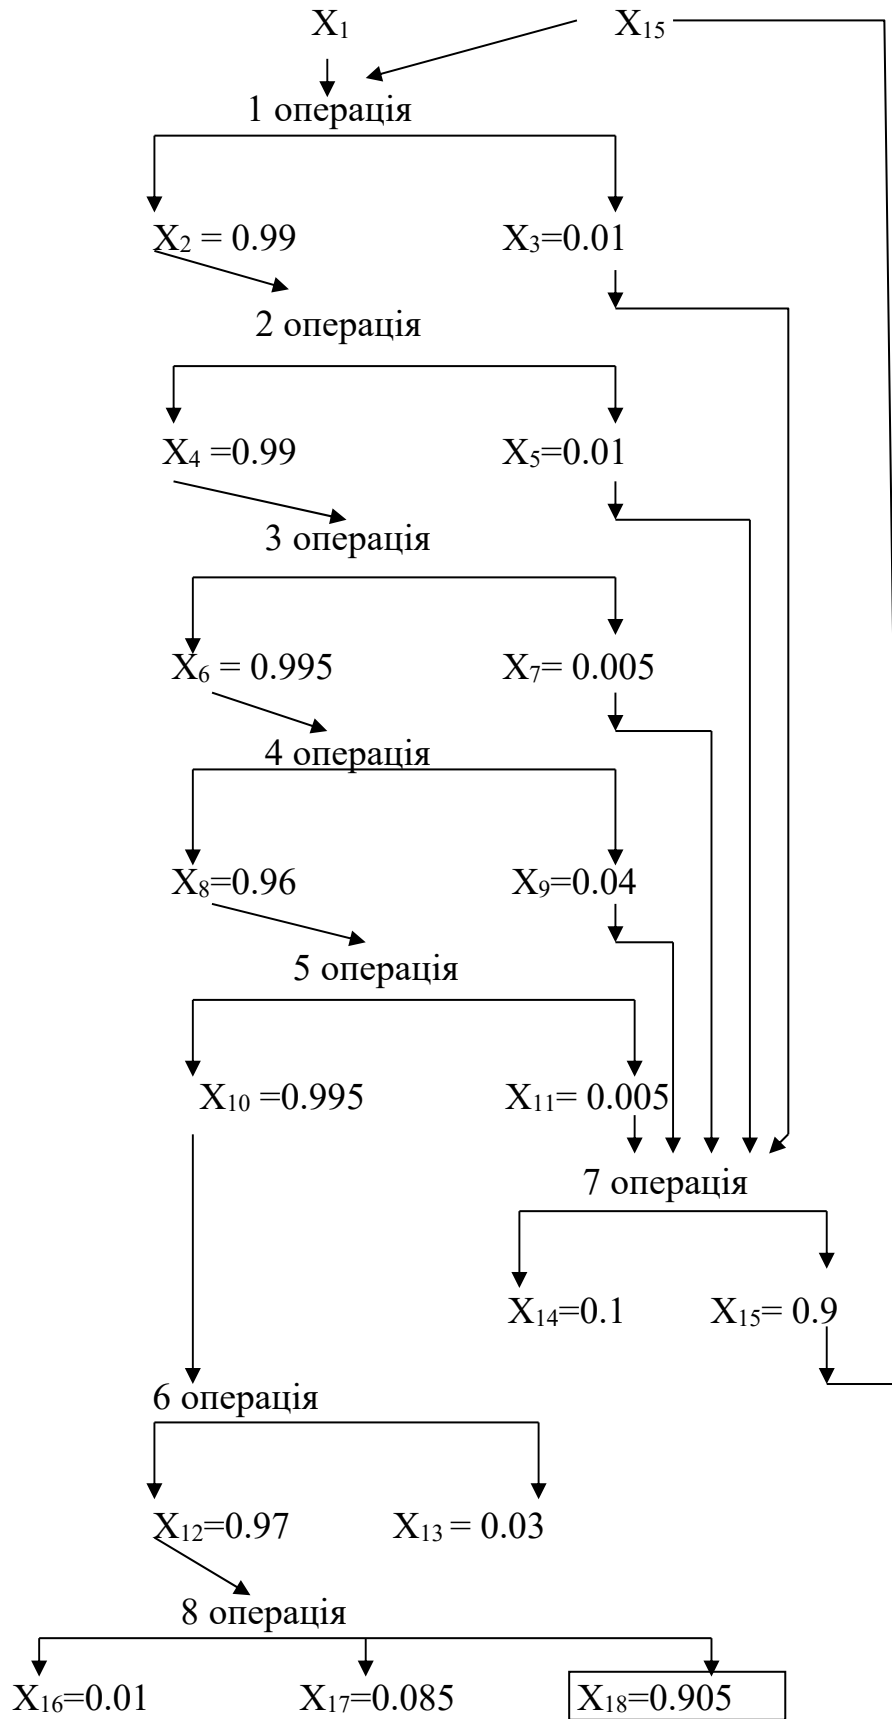 X₁ X₁₅
1 операція
X₂ = 0.99 X₃=0.01
2 операція
X₄ =0.99 X₅=0.01
3 операція
X₆ = 0.995 X₇= 0.005
4 операція
X₈=0.96 X₉=0.04
5 операція
X₁₀ =0.995 X₁₁= 0.005
7 операція
X₁₄=0.1 X₁₅= 0.9
6 операція
X₁₂=0.97 X₁₃ = 0.03
8 операція
X₁₆=0.01 X₁₇=0.085 X₁₈=0.905